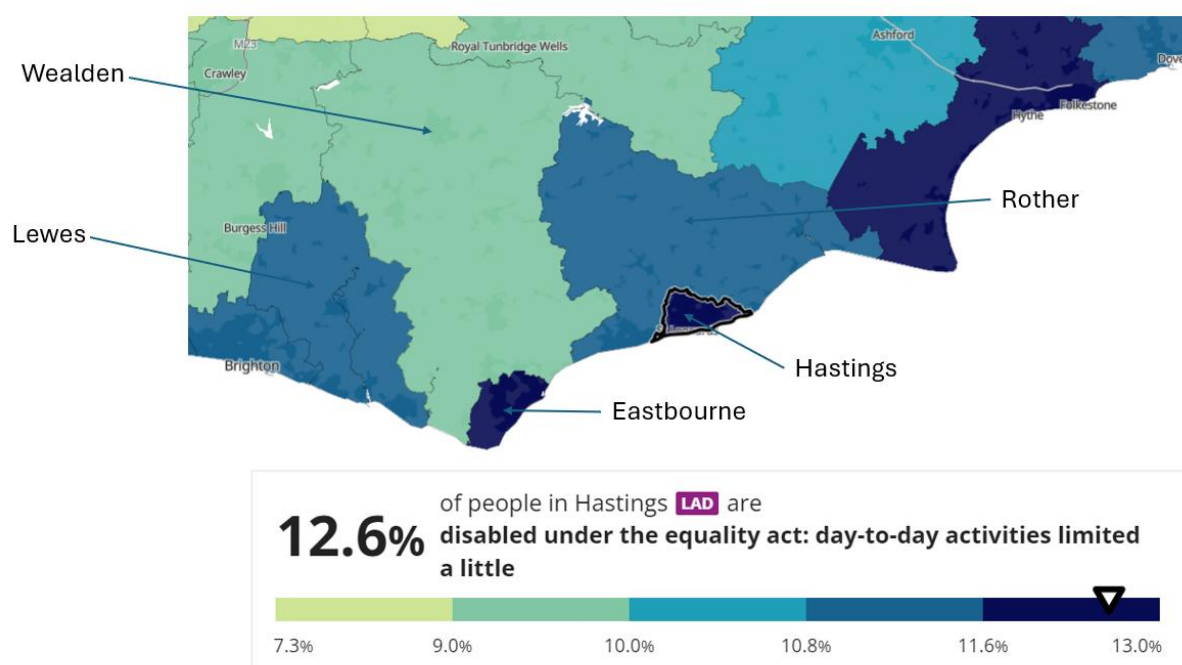 M23
Royal Tunbridge Wells
Ashford
Wealden
Crawley
Dove
Folkestone
Hythe
Rother
Lewes
Burgess Hill
Hastings
Brighton
Eastbourne
of people in Hastings LAD are
12.6% disabled under the equality act: day-to-day activities limited
a little
7.3% 9.0% 10.0% 10.8% 11.6% 13.0%